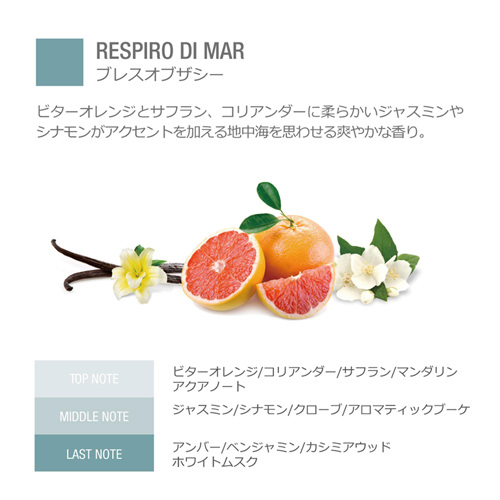 RESPIRO DI MAR
ブレスオブザシー
ビターオレンジとサフラン、コリアンダーに柔らかいジャスミンや
シナモンがアクセントを加える地中海を思わせる爽やかな香り。
TOP NOTE
ビターオレンジ/コリアンダー/サフラン/マンダリン
アクアノート
MIDDLE NOTE
ジャスミン/シナモン/クローブ/アロマティックブーケ
LAST NOTE
アンバー/ベンジャミン/カシミアウッド
ホワイトムスク